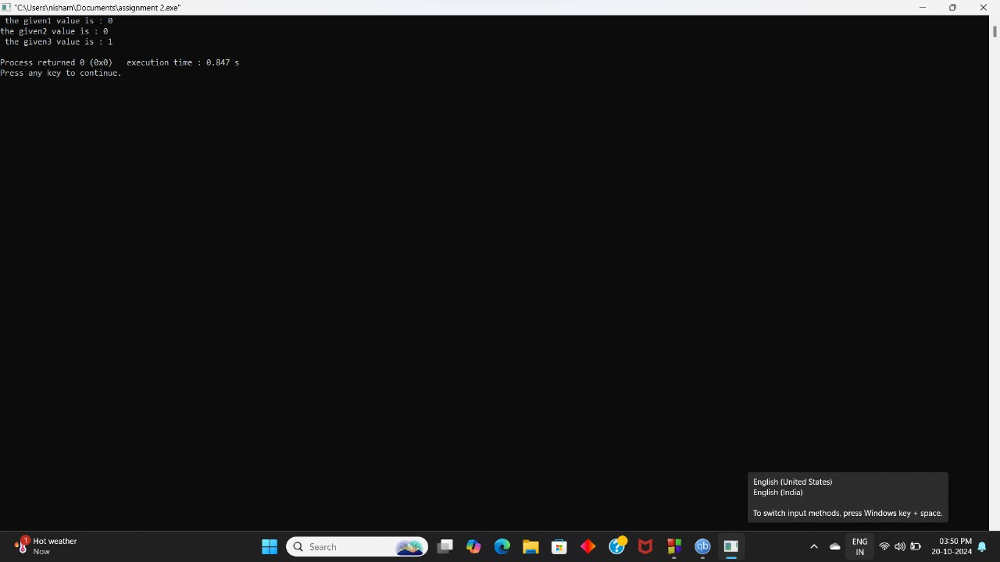 "C:\Users\nisham\Documents\assignment 2.exe"
the given1 value is : 0
the given2 value is : 0
the given3 value is : 1
Process returned 0 (0x0)   execution time : 0.847 s
Press any key to continue.
English (United States)
English (India)
To switch input methods, press Windows key + space.
1
Hot weather
Now
Search
qb
ENG
IN
03:50 PM
20-10-2024